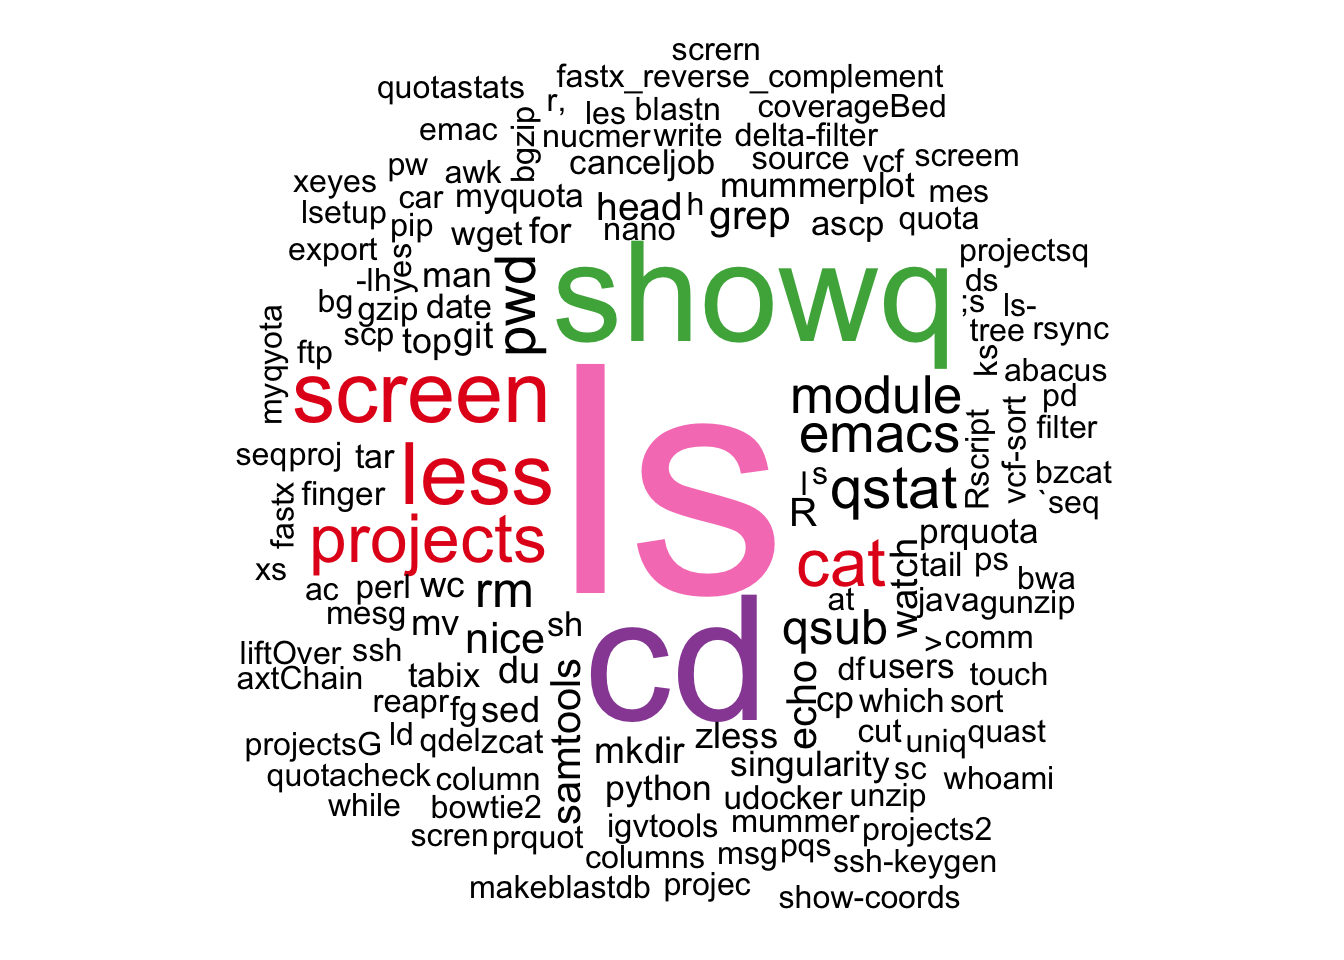 scrern
fastx_reverse_complement
quotastats
r,
les
blastn
coverageBed
emac
bgzip
nucmer
write
delta-filter
pw
awk
canceljob
source
vcf
screem
xeyes
car
myquota
head
h
mummerplot
mes
lsetup
pip
wget
for
nano
grep
ascp
quota
export
yes
-lh
man
pwd
showq
projectsq
ds
bg
gzip
date
;s
ls-
myqyota
ftp
scp
top
git
tree
rsync
ks
abacus
screen
ls
module
pd
emacs
Rscript
vcf-sort
filter
seqproj
tar
less
l
s
qstat
bzcat
fastx
finger
R
`seq
projects
prquota
xs
cat
watch
tail
ps
bwa
ac
perl
wc
rm
at
java
gunzip
mesg
mv
nice
sh
cd
qsub
>
comm
liftOver
ssh
axtChain
tabix
du
samtools
echo
df
users
touch
reapr
fg
sed
cp
which
sort
projectsG
ld
qdel
zcat
mkdir
zless
cut
uniq
quast
quotacheck
column
singularity
sc
whoami
while
bowtie2
python
udocker
unzip
scren
prquot
igvtools
mummer
projects2
columns
msg
pqs
ssh-keygen
makeblastdb
projec
show-coords